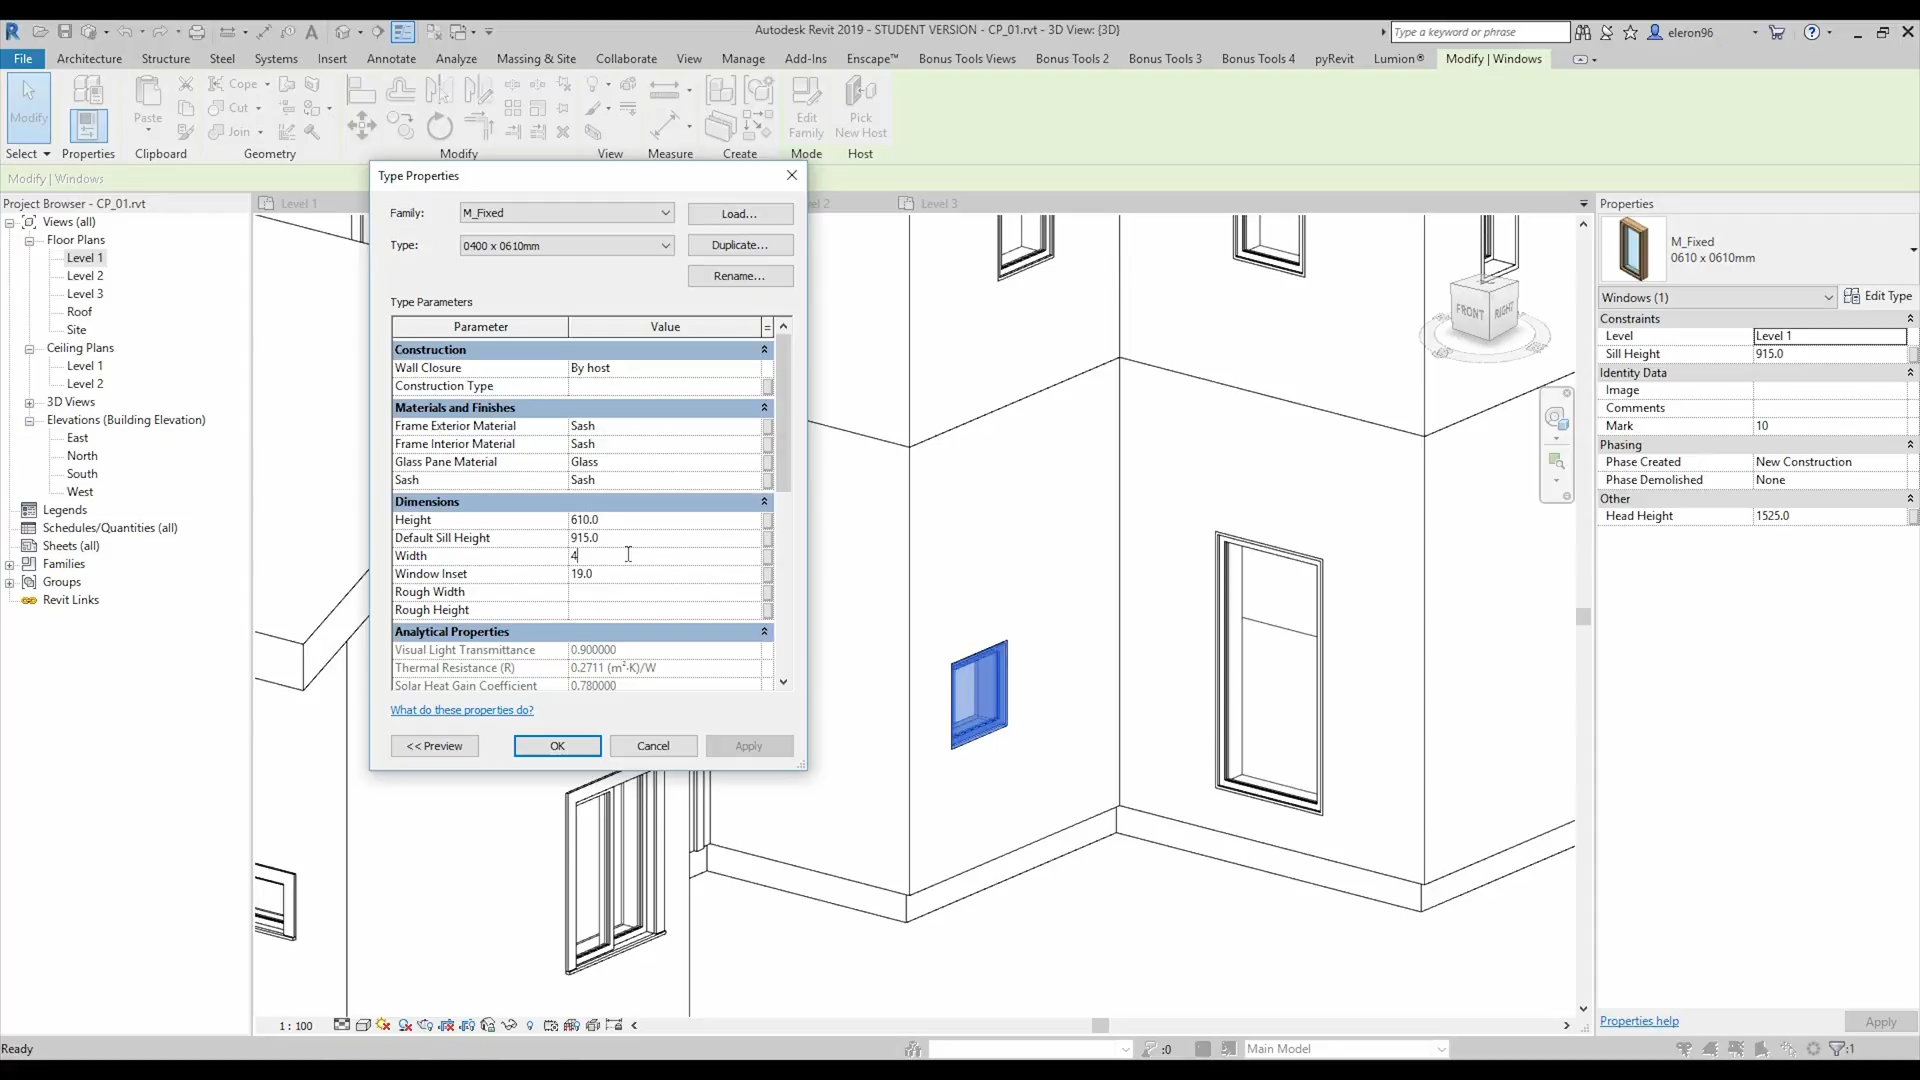 Autodesk Revit 2019 - STUDENT VERSION - CP_01.rvt - 3D View: {3D}
Type a keyword or phrase
eleron96
File Architecture Structure Steel Systems Insert Annotate Analyze Massing & Site Collaborate View Manage Add-Ins Enscape™ Bonus Tools Views Bonus Tools 2 Bonus Tools 3 Bonus Tools 4 pyRevit Lumion® Modify | Windows
Modify
Paste
Cope
Cut
Join
Edit Family
Pick New Host
Select Properties Clipboard Geometry Modify View Measure Create Mode Host
Modify | Windows
Project Browser - CP_01.rvt
Views (all)
Floor Plans
Level 1
Level 2
Level 3
Roof
Site
Ceiling Plans
Level 1
Level 2
3D Views
Elevations (Building Elevation)
East
North
South
West
Legends
Schedules/Quantities (all)
Sheets (all)
Families
Groups
Revit Links
Level 1
Level 3
Type Properties
Family: M_Fixed Load...
Type: 0400 x 0610mm Duplicate...
Rename...
Type Parameters
Parameter Value =
Construction
Wall Closure By host
Construction Type
Materials and Finishes
Frame Exterior Material Sash
Frame Interior Material Sash
Glass Pane Material Glass
Sash Sash
Dimensions
Height 610.0
Default Sill Height 915.0
Width 4
Window Inset 19.0
Rough Width
Rough Height
Analytical Properties
Visual Light Transmittance 0.900000
Thermal Resistance (R) 0.2711 (m²·K)/W
Solar Heat Gain Coefficient 0.780000
What do these properties do?
<< Preview OK Cancel Apply
FRONT RIGHT
Properties
M_Fixed
0610 x 0610mm
Windows (1) Edit Type
Constraints
Level Level 1
Sill Height 915.0
Identity Data
Image
Comments
Mark 10
Phasing
Phase Created New Construction
Phase Demolished None
Other
Head Height 1525.0
Properties help Apply
1 : 100
Ready
:0
Main Model
:1